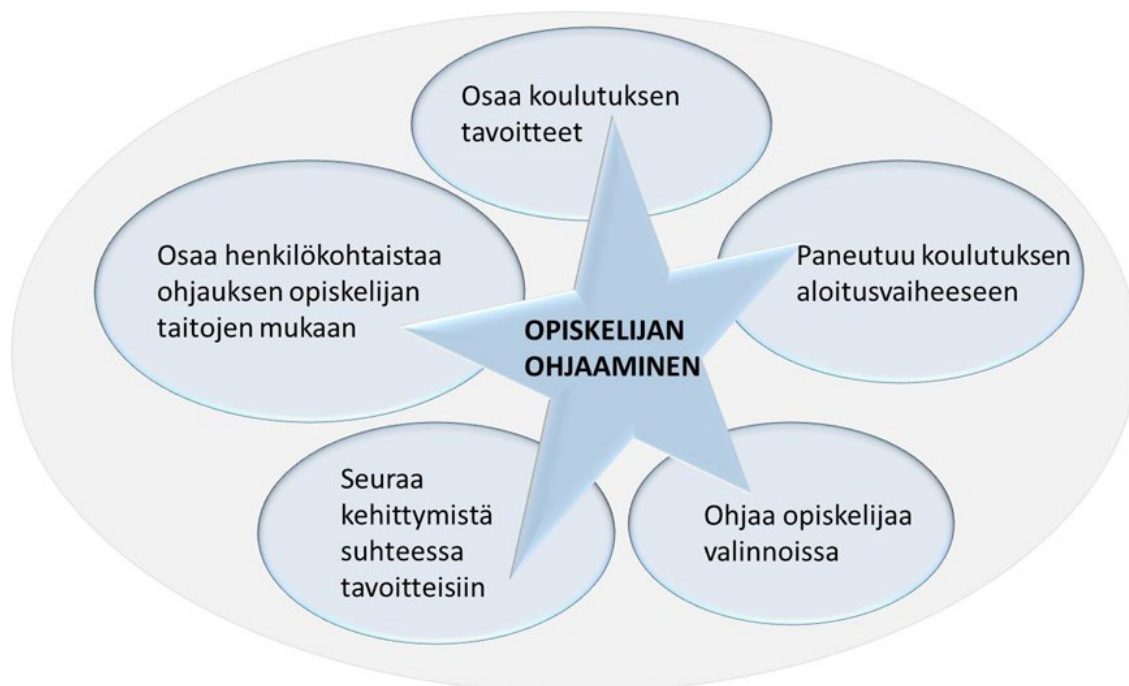 Osaa koulutuksen
tavoitteet
Osaa henkilökohtaistaa
ohjauksen opiskelijan
taitojen mukaan
Paneutuu koulutuksen
aloitusvaiheeseen
OPISKELIJAN
OHJAAMINEN
Seuraa
kehittymistä
suhteessa
tavoitteisiin
Ohjaa opiskelijaa
valinnoissa